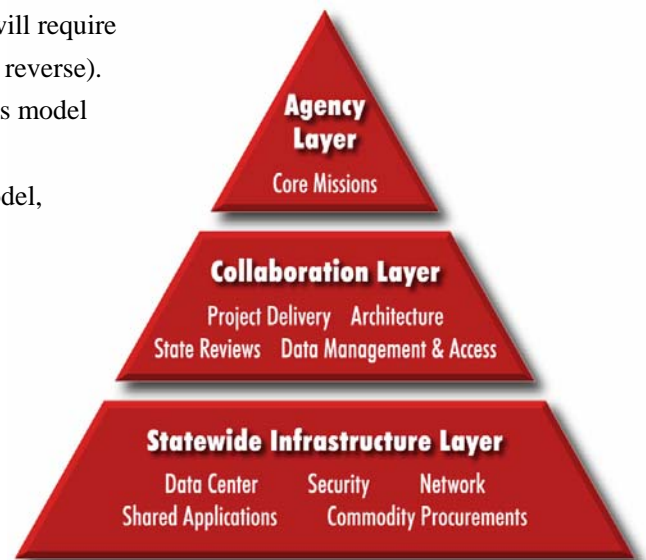 will require
reverse).
s model
del,
Agency
Layer
Core Missions
Collaboration Layer
Project Delivery Architecture
State Reviews Data Management & Access
Statewide Infrastructure Layer
Data Center Security Network
Shared Applications Commodity Procurements